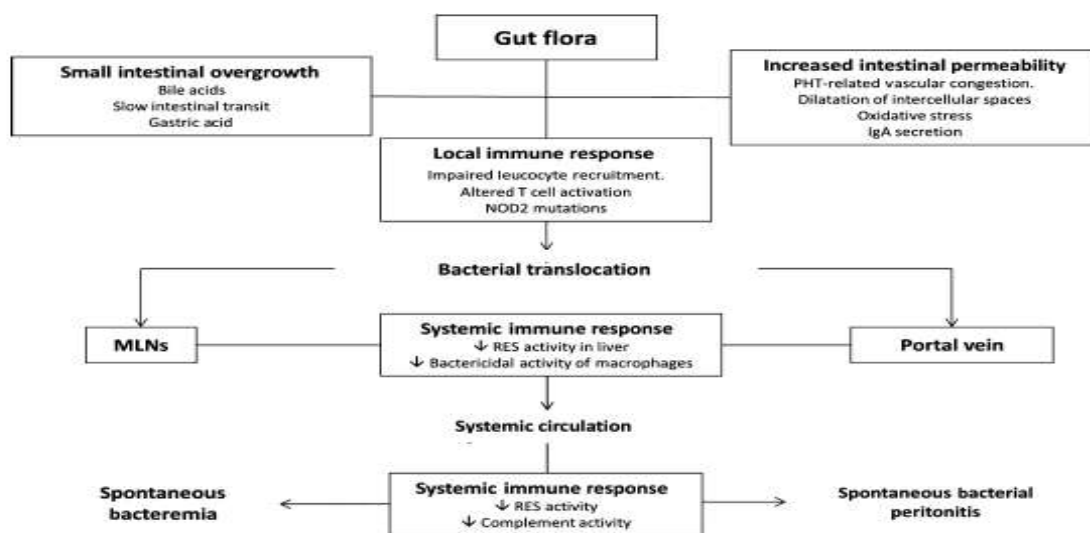 Gut flora
Small intestinal overgrowth
Bile acids
Slow intestinal transit
Gastric acid
Increased intestinal permeability
PHT-related vascular congestion.
Dilatation of intercellular spaces
Oxidative stress
IgA secretion
Local immune response
Impaired leucocyte recruitment.
Altered T cell activation
NOD2 mutations
Bacterial translocation
MLNs
Systemic immune response
↓ RES activity in liver
↓ Bactericidal activity of macrophages
Portal vein
Systemic circulation
Spontaneous
bacteremia
Systemic immune response
↓ RES activity
↓ Complement activity
Spontaneous bacterial
peritonitis